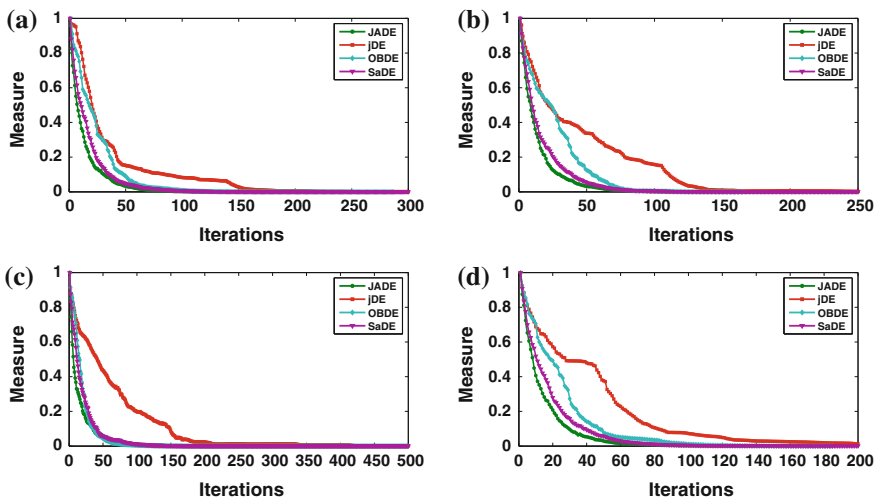 (a)
1
0.8
0.6
0.4
0.2
0
Measure
0 50 100 150 200 250 300
Iterations
JADE
jDE
OBDE
SaDE
(b)
1
0.8
0.6
0.4
0.2
0
Measure
0 50 100 150 200 250
Iterations
JADE
jDE
OBDE
SaDE
(c)
1
0.8
0.6
0.4
0.2
0
Measure
0 50 100 150 200 250 300 350 400 450 500
Iterations
JADE
jDE
OBDE
SaDE
(d)
1
0.8
0.6
0.4
0.2
0
Measure
0 20 40 60 80 100 120 140 160 180 200
Iterations
JADE
jDE
OBDE
SaDE